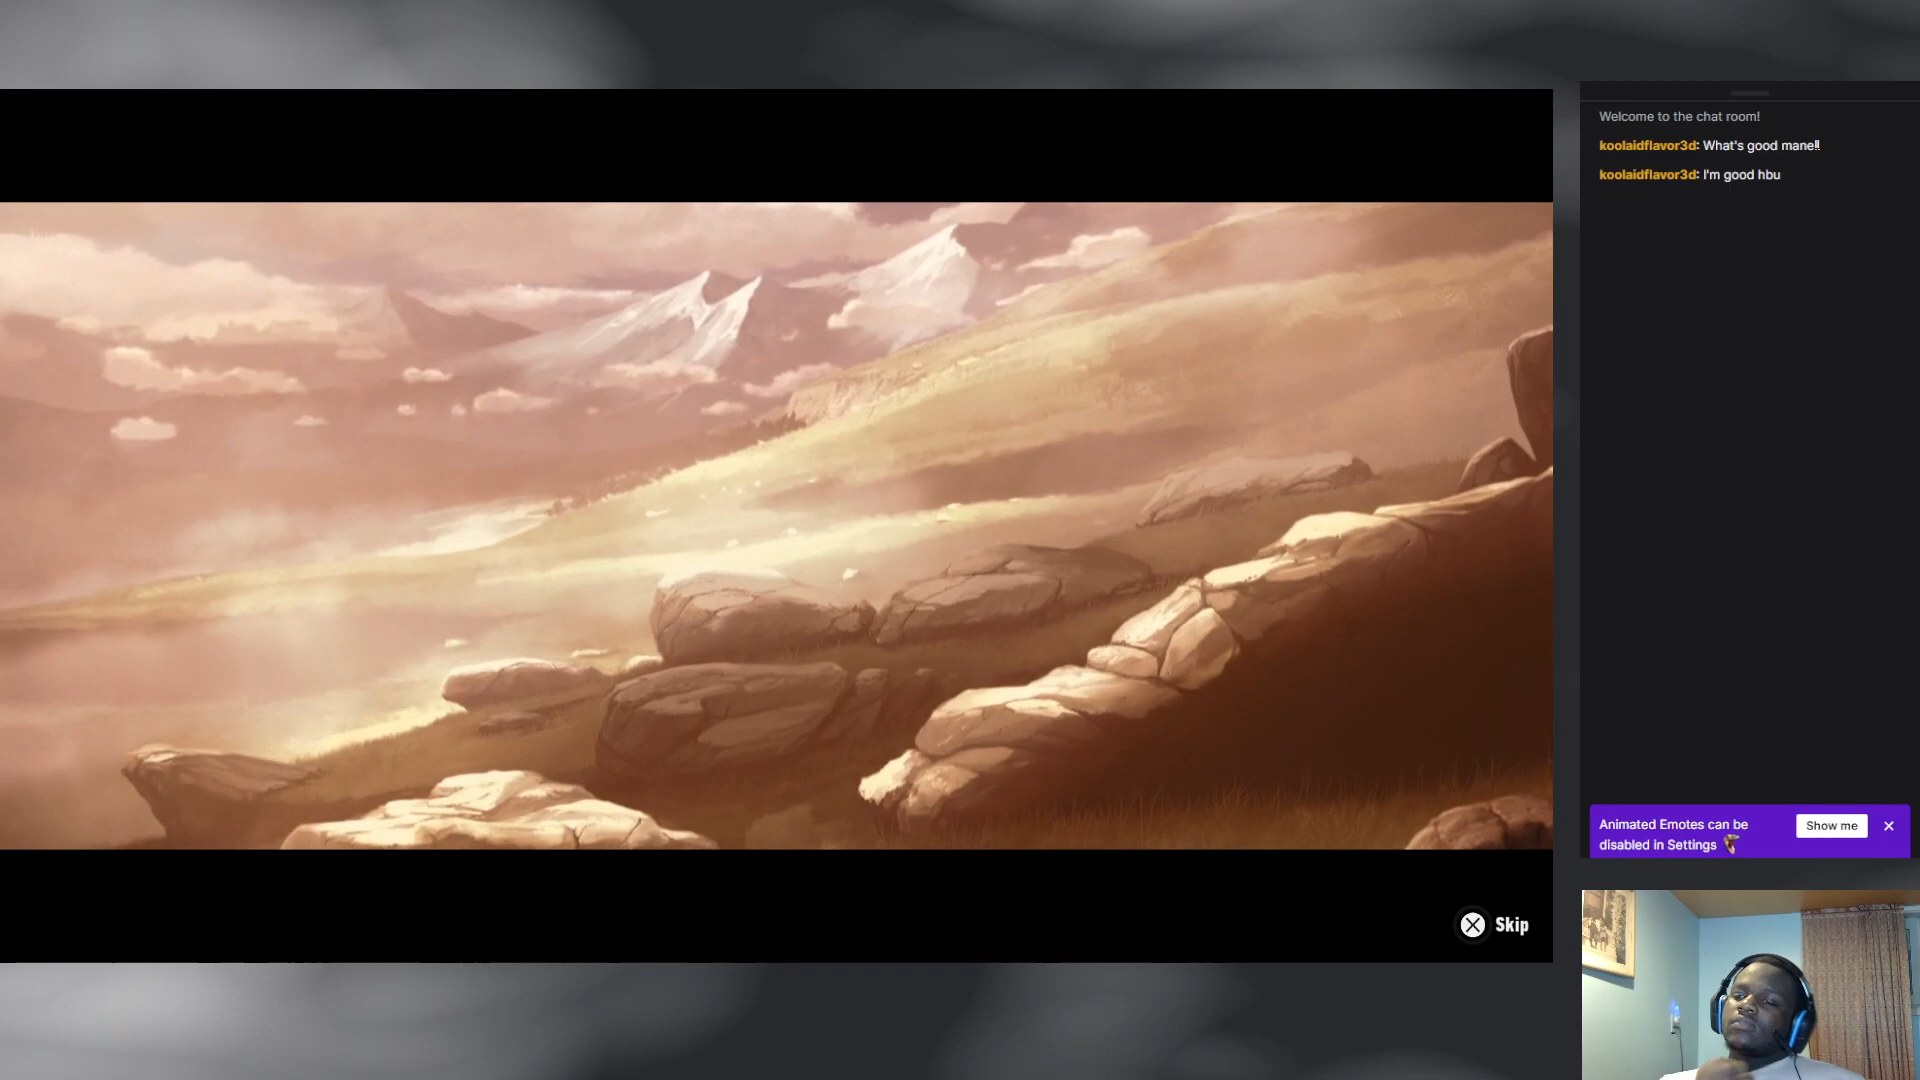 Welcome to the chat room!
koolaidflavor3d: What's good mane!!
koolaidflavor3d: I'm good hbu
Animated Emotes can be
disabled in Settings
Show me
Skip